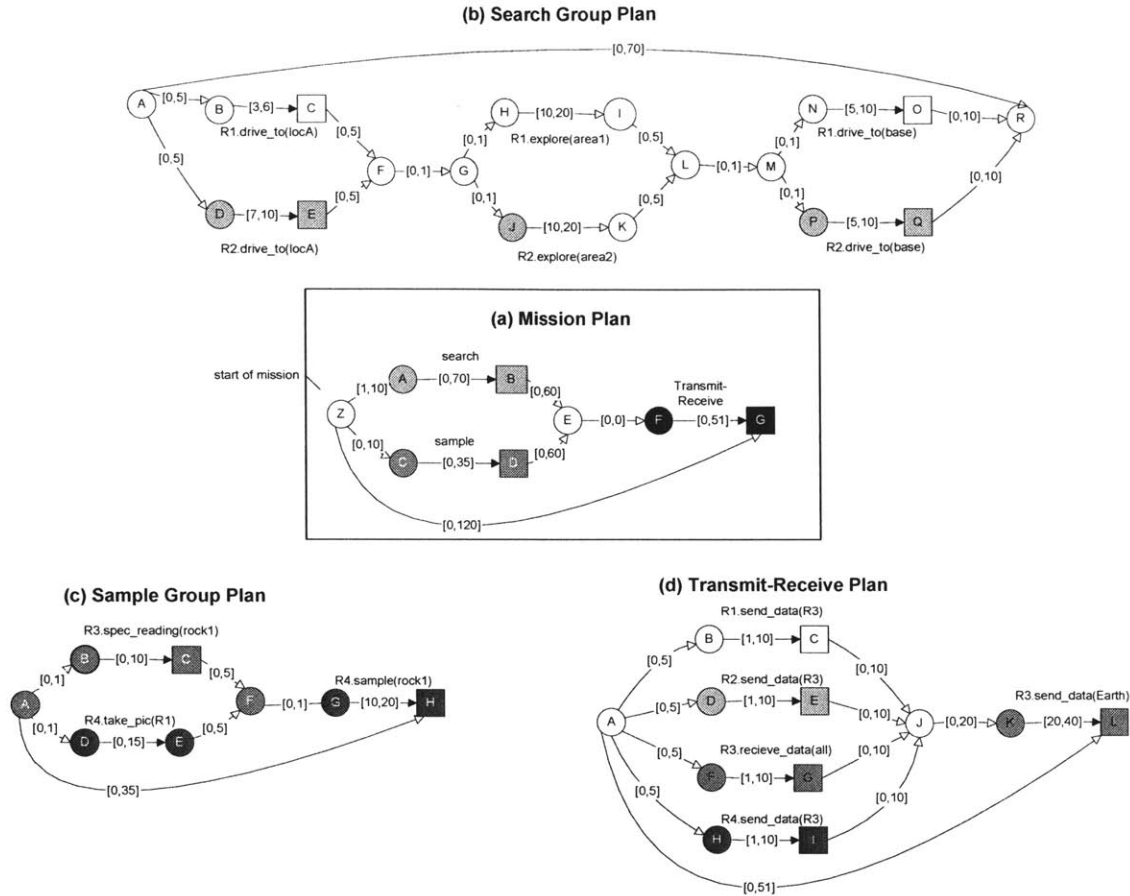 (b) Search Group Plan
[0,70]
A
[0,5]
B
[3,6]
C
R1.drive_to(locA)
[0,5]
[0,5]
D
[7,10]
E
R2.drive_to(locA)
[0,5]
F
[0,1]
G
[0,1]
H
[10,20]
I
R1.explore(area1)
[0,5]
[0,1]
J
[10,20]
K
R2.explore(area2)
[0,5]
L
[0,1]
M
[0,1]
N
[5,10]
O
R1.drive_to(base)
[0,10]
R
[0,1]
P
[5,10]
Q
R2.drive_to(base)
[0,10]
(a) Mission Plan
start of mission
Z
[1,10]
A
search
[0,70]
B
[0,60]
[0,10]
C
sample
[0,35]
D
[0,60]
E
[0,0]
F
Transmit-
Receive
[0,51]
G
[0,120]
(c) Sample Group Plan
R3.spec_reading(rock1)
A
[0,1]
B
[0,10]
C
[0,5]
[0,1]
R4.take_pic(R1)
D
[0,15]
E
[0,5]
F
[0,1]
R4.sample(rock1)
G
[10,20]
H
[0,35]
(d) Transmit-Receive Plan
R1.send_data(R3)
B
[1,10]
C
[0,5]
[0,10]
R2.send_data(R3)
A
[0,5]
D
[1,10]
E
[0,10]
R3.recieve_data(all)
[0,5]
F
[1,10]
G
[0,10]
R4.send_data(R3)
[0,5]
H
[1,10]
I
[0,10]
J
[0,20]
K
R3.send_data(Earth)
[20,40]
L
[0,51]